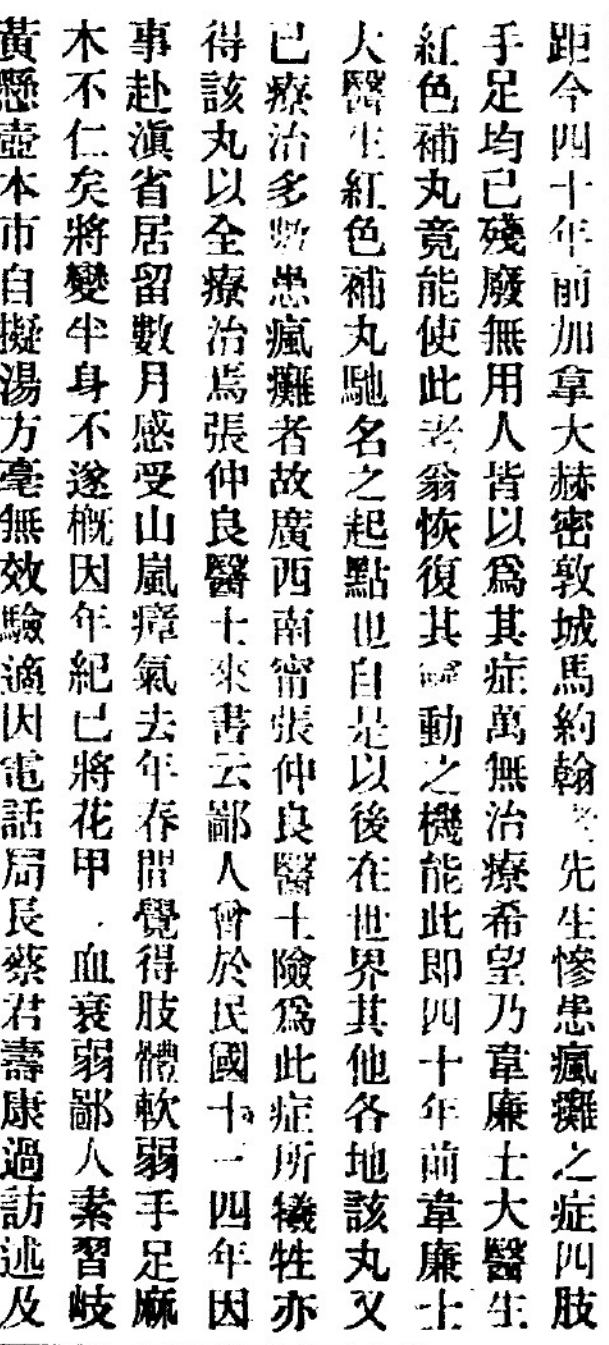 距今四十年前加拿大赫密敦城馬約翰老先生慘患瘋癱之症四肢
手足均已殘廢無用人皆以爲其症萬無治療希望乃韋廉士大醫生
紅色補丸竟能使此老翁恢復其靈動之機能此即四十年前韋廉士
大醫生紅色補丸馳名之起點也自是以後在世界其他各地該丸又
已療治多數患瘋癱者故廣西南甯張仲良醫士險爲此症所犧牲亦
得該丸以全療治焉張仲良醫士來書云鄙人曾於民國十四年因
事赴滇省居留數月感受山嵐瘴氣去年春間覺得肢體軟弱手足麻
木不仁矣將變半身不遂概因年紀已將花甲血衰弱鄙人素習岐
黃懸壺本市自擬湯方毫無效驗適因電話局長蔡君壽康過訪述及